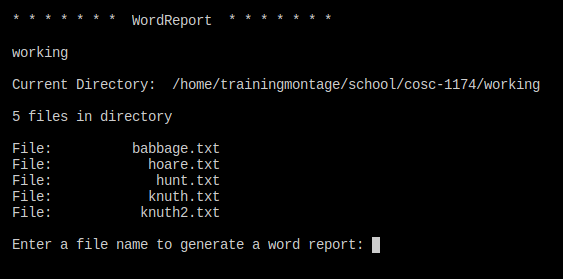 * * * * * * *  WordReport  * * * * * * *
working
Current Directory:  /home/trainingmontage/school/cosc-1174/working
5 files in directory
File:          babbage.txt
File:            hoare.txt
File:             hunt.txt
File:            knuth.txt
File:           knuth2.txt
Enter a file name to generate a word report: